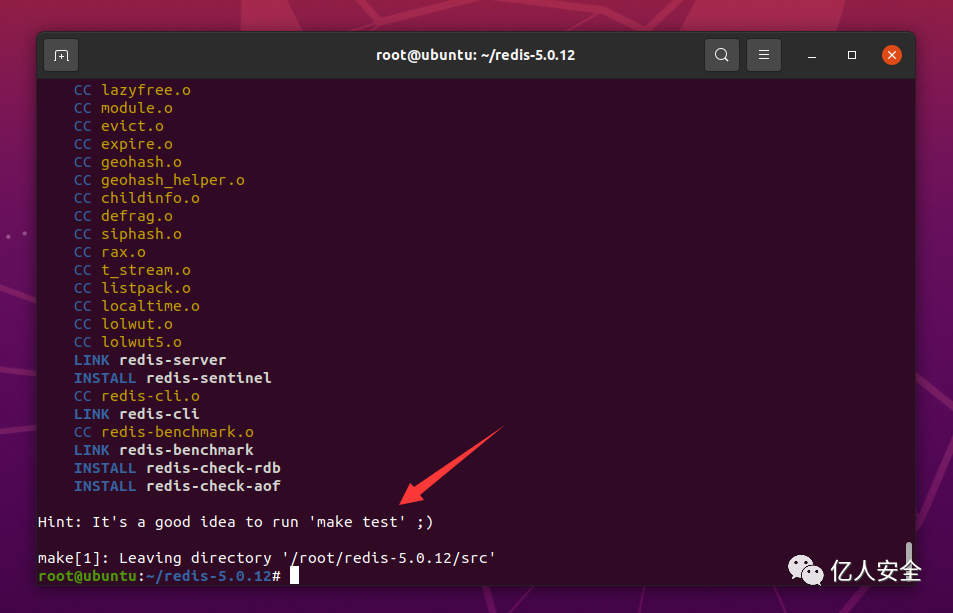 root@ubuntu: ~/redis-5.0.12
CC lazyfree.o
CC module.o
CC evict.o
CC expire.o
CC geohash.o
CC geohash_helper.o
CC childinfo.o
CC defrag.o
CC siphash.o
CC rax.o
CC t_stream.o
CC listpack.o
CC localtime.o
CC lolwut.o
CC lolwut5.o
LINK redis-server
INSTALL redis-sentinel
CC redis-cli.o
LINK redis-cli
CC redis-benchmark.o
LINK redis-benchmark
INSTALL redis-check-rdb
INSTALL redis-check-aof
Hint: It's a good idea to run 'make test' ;)
make[1]: Leaving directory '/root/redis-5.0.12/src'
root@ubuntu:~/redis-5.0.12#
亿人安全